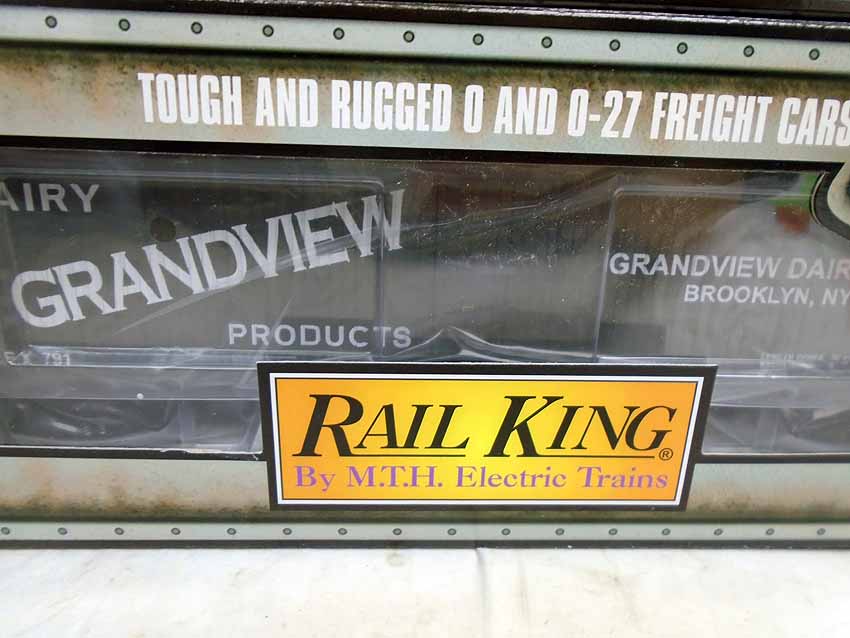 TOUGH AND RUGGED O AND O-27 FREIGHT CARS
AIRY
GRANDVIEW
PRODUCTS
791
GRANDVIEW DAIR
BROOKLYN, NY
RAIL KING®
By M.T.H. Electric Trains